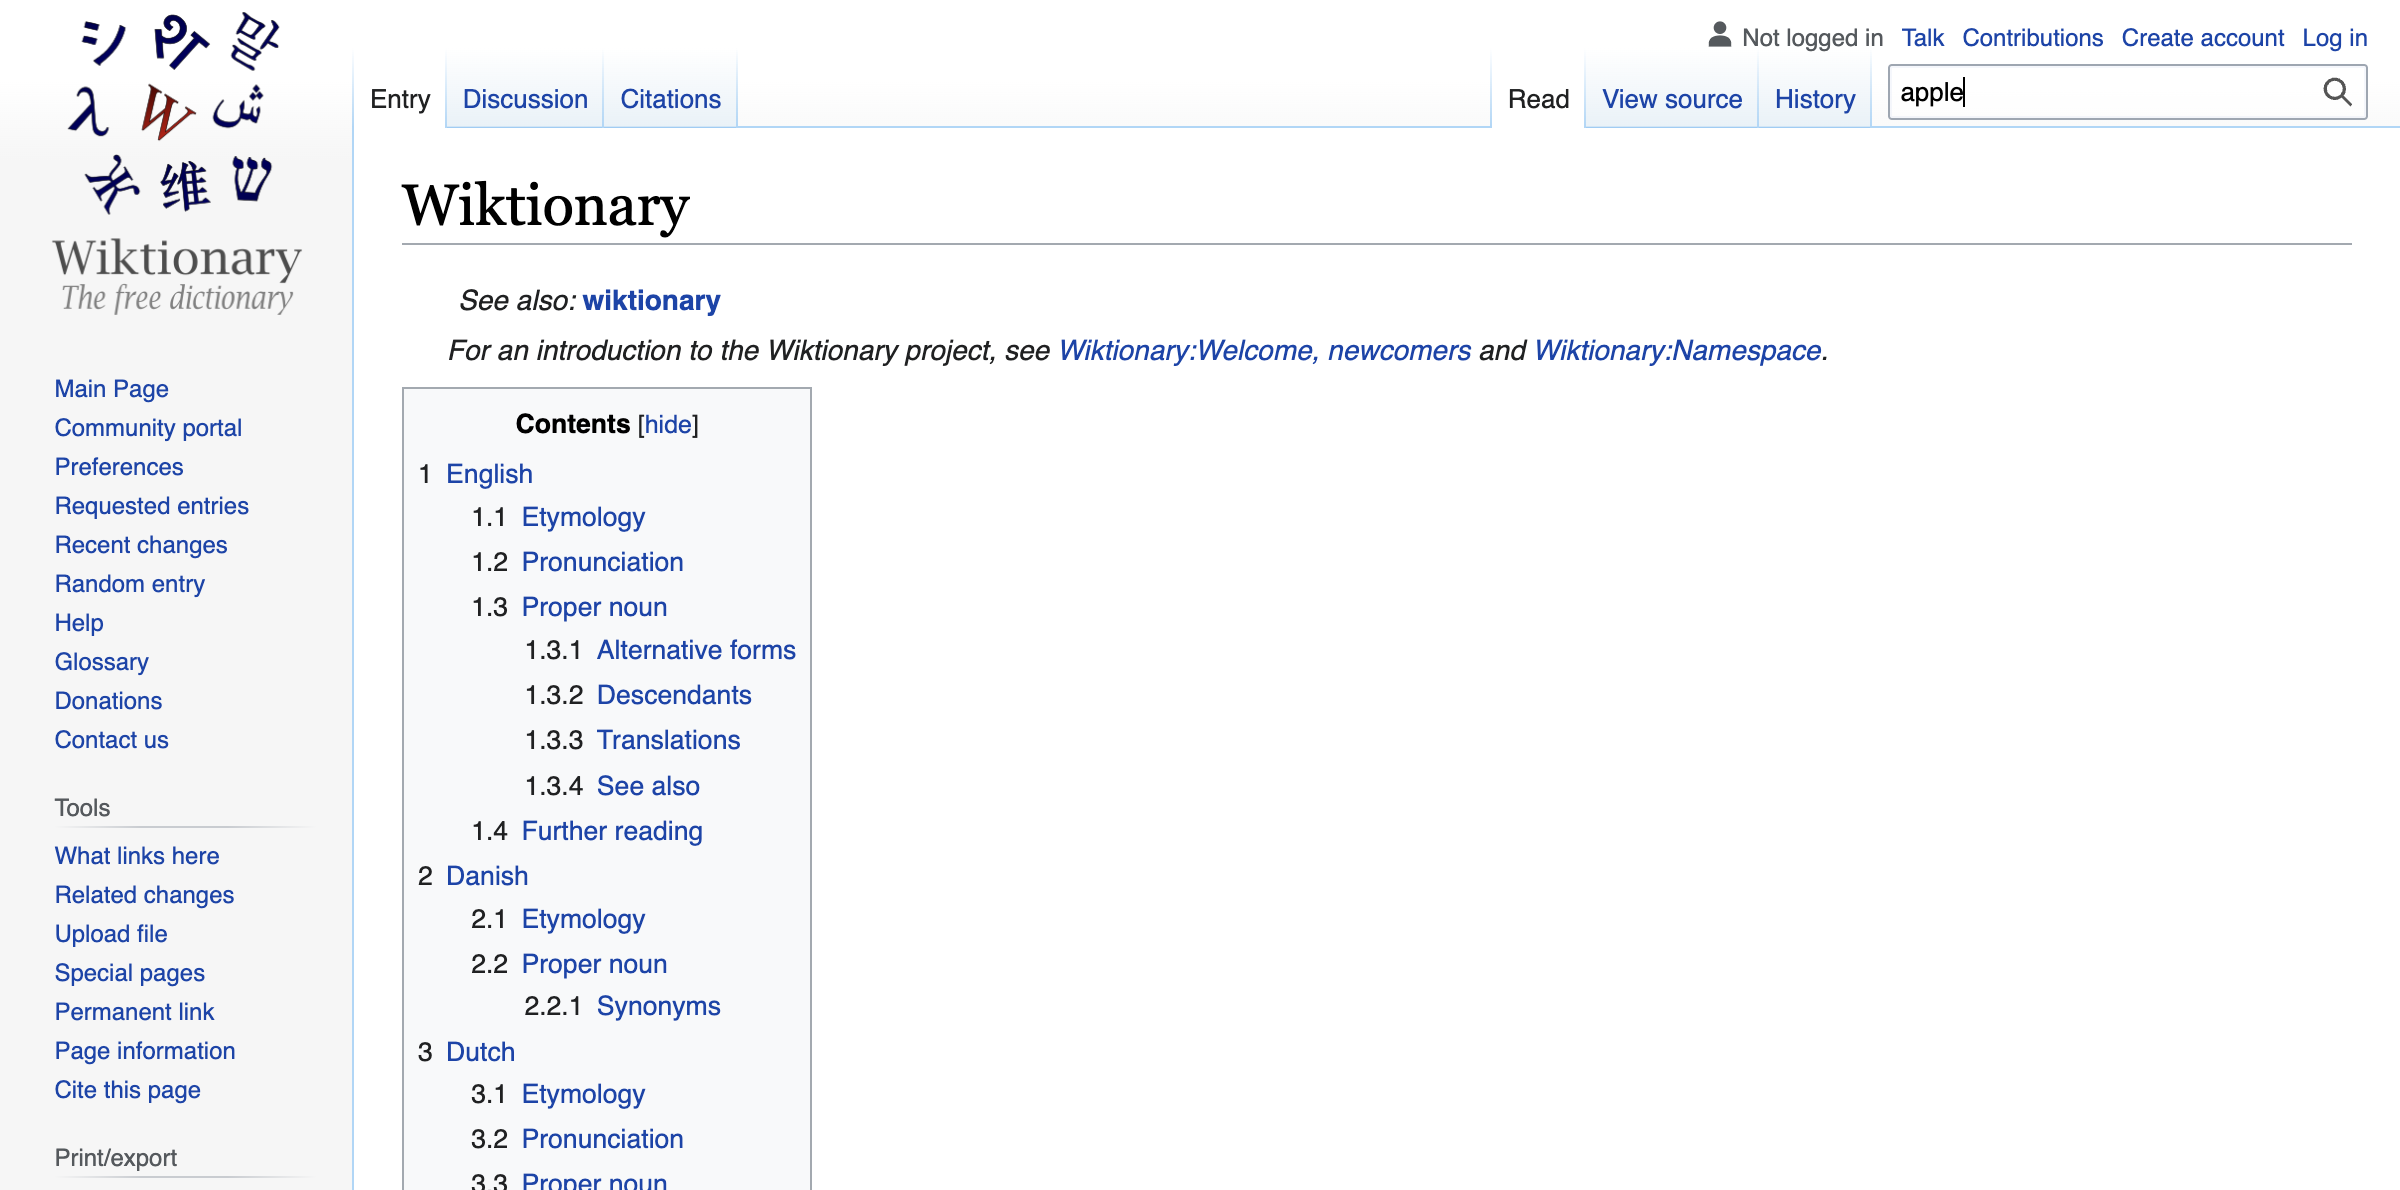 シ
や
말
λ
W
ش
维
ש
Wiktionary
The free dictionary
Main Page
Community portal
Preferences
Requested entries
Recent changes
Random entry
Help
Glossary
Donations
Contact us
Tools
What links here
Related changes
Upload file
Special pages
Permanent link
Page information
Cite this page
Print/export
Not logged in Talk Contributions Create account Log in
Entry Discussion Citations Read View source History apple
Wiktionary
See also: wiktionary
For an introduction to the Wiktionary project, see Wiktionary:Welcome, newcomers and Wiktionary:Namespace.
Contents [hide]
1 English
1.1 Etymology
1.2 Pronunciation
1.3 Proper noun
1.3.1 Alternative forms
1.3.2 Descendants
1.3.3 Translations
1.3.4 See also
1.4 Further reading
2 Danish
2.1 Etymology
2.2 Proper noun
2.2.1 Synonyms
3 Dutch
3.1 Etymology
3.2 Pronunciation
3.3 Proper noun